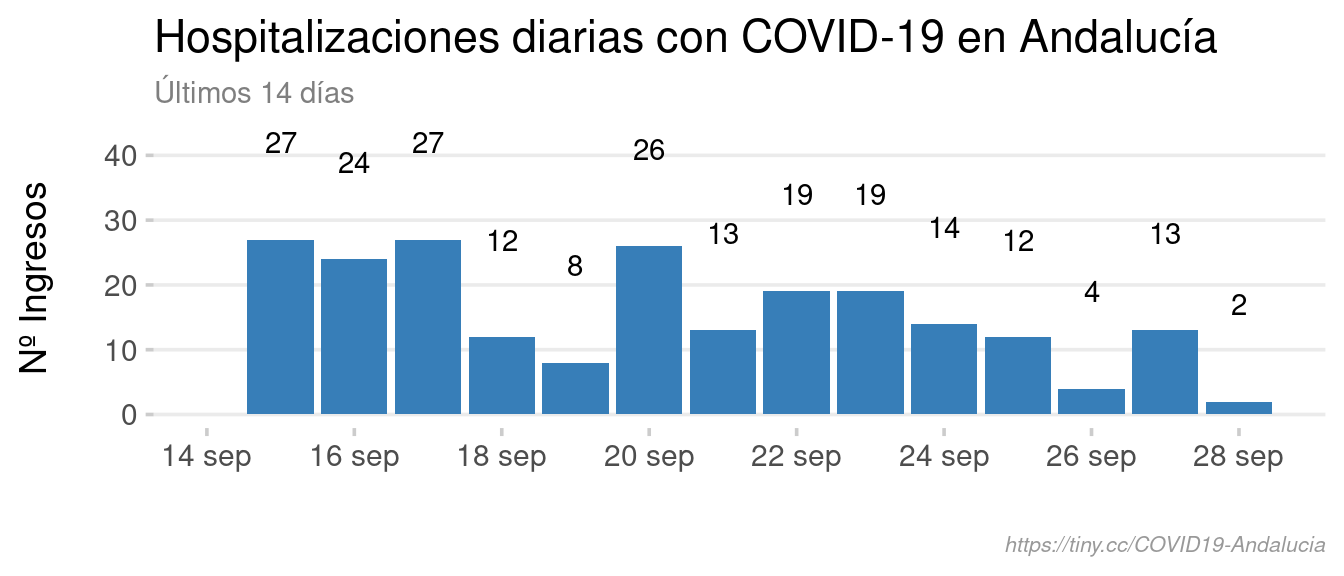 Hospitalizaciones diarias con COVID-19 en Andalucía
Últimos 14 días
Nº Ingresos
40
30
20
10
0
27
24
27
12
8
26
13
19
19
14
12
4
13
2
14 sep
16 sep
18 sep
20 sep
22 sep
24 sep
26 sep
28 sep
https://tiny.cc/COVID19-Andalucia